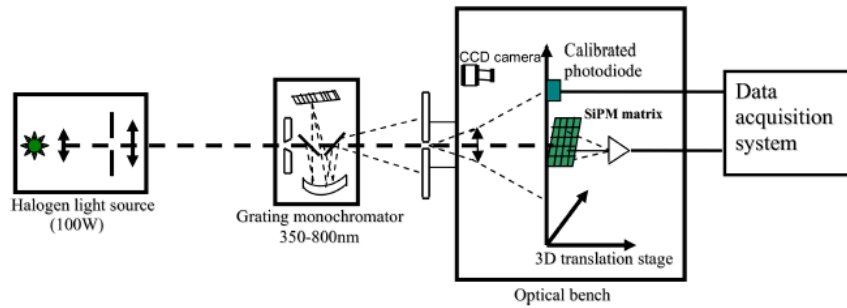 CCD camera
Calibrated
photodiode
SiPM matrix
Data
acquisition
system
Halogen light source
(100W)
Grating monochromator
350-800nm
3D translation stage
Optical bench